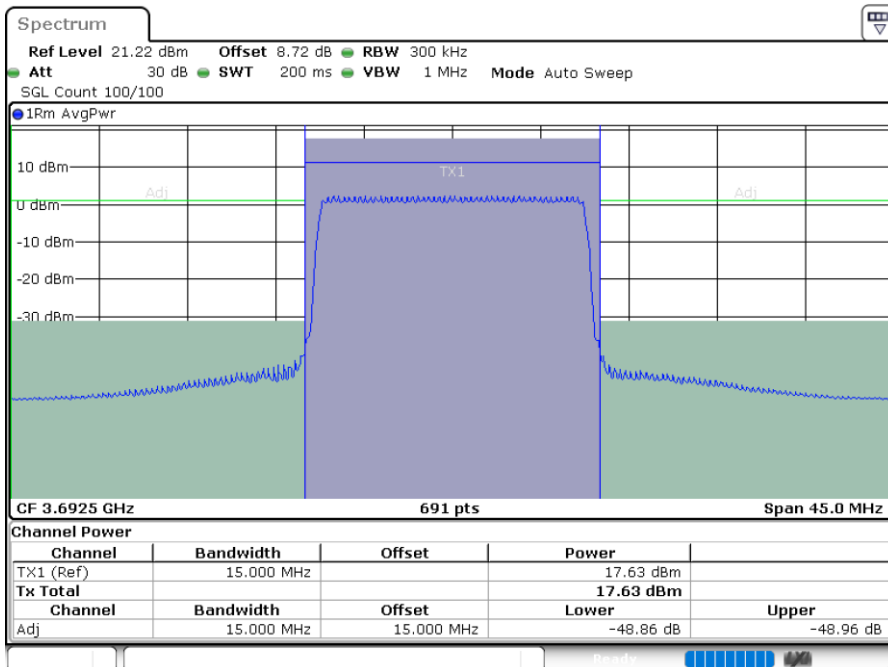 Spectrum
Ref Level 21.22 dBm Offset 8.72 dB RBW 300 kHz
Att 30 dB SWT 200 ms VBW 1 MHz Mode Auto Sweep
SGL Count 100/100
1Rm AvgPwr
10 dBm
TX1
Adj Adj
0 dBm
-10 dBm
-20 dBm
-30 dBm
CF 3.6925 GHz 691 pts Span 45.0 MHz
Channel Power
Channel Bandwidth Offset Power
TX1 (Ref) 15.000 MHz 17.63 dBm
Tx Total 17.63 dBm
Channel Bandwidth Offset Lower Upper
Adj 15.000 MHz 15.000 MHz -48.86 dB -48.96 dB
Ready